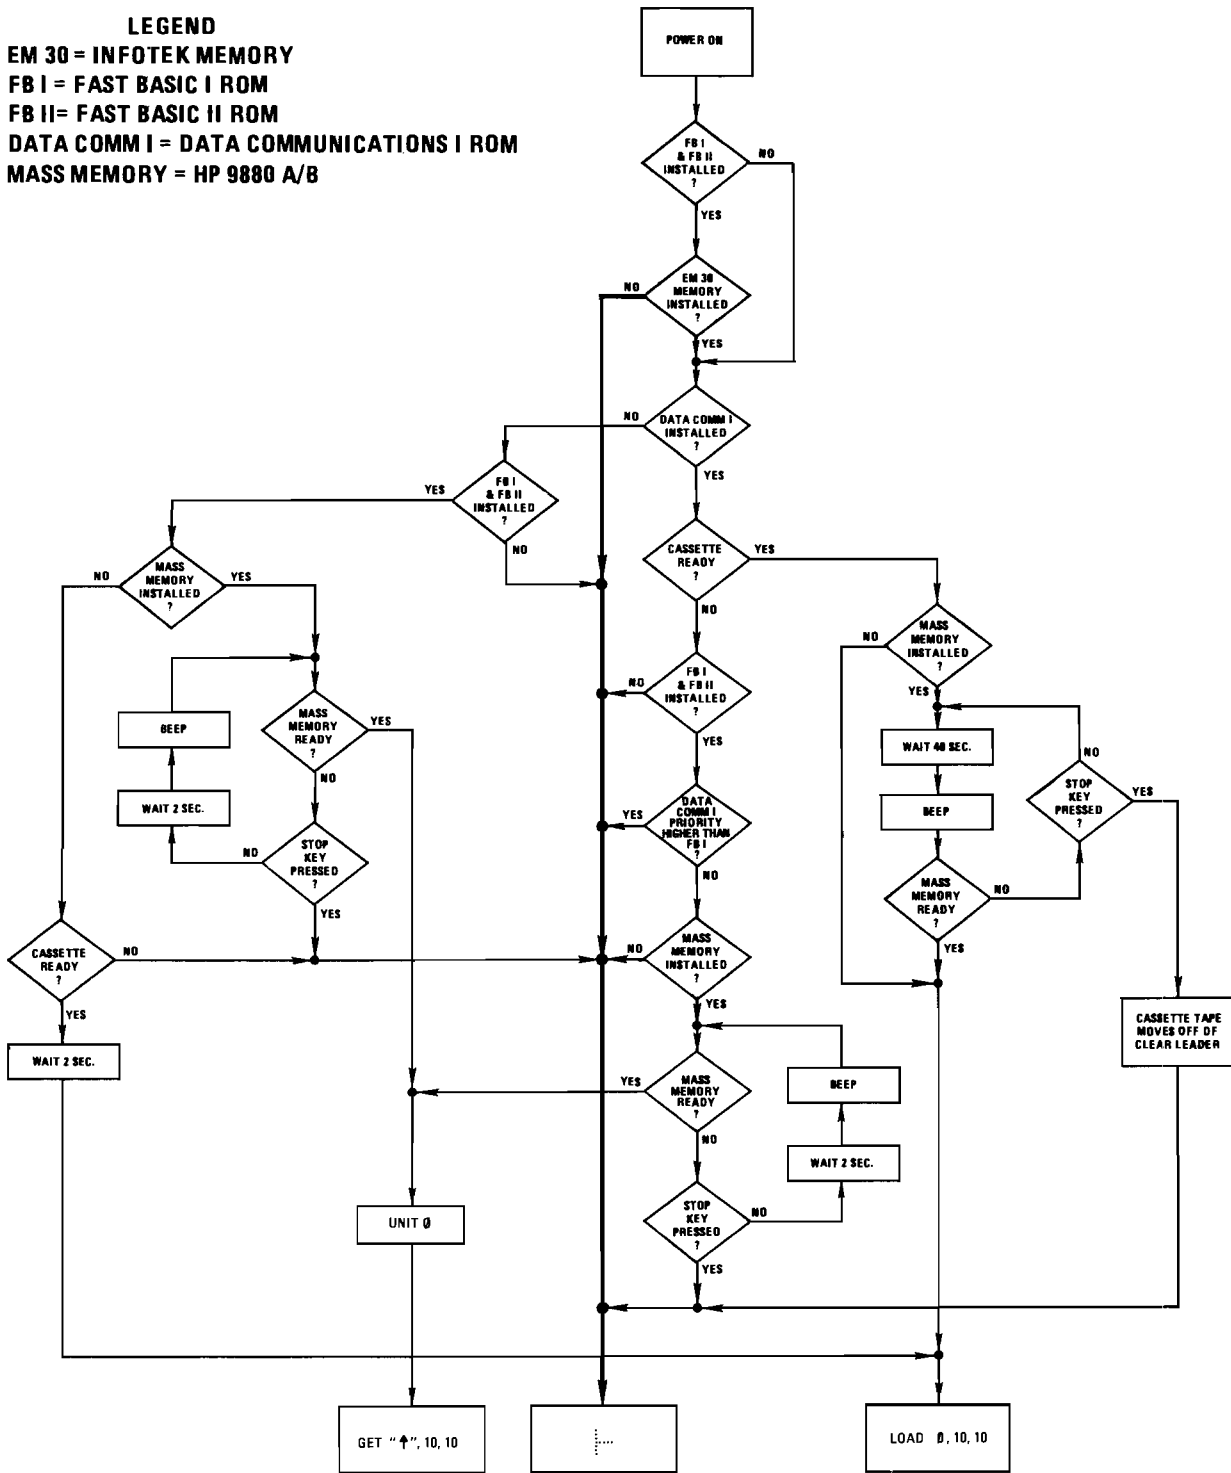 LEGEND
EM 30 = INFOTEK MEMORY
FB I = FAST BASIC I ROM
FB II = FAST BASIC II ROM
DATA COMM I = DATA COMMUNICATIONS I ROM
MASS MEMORY = HP 9880 A/B
POWER ON
FB I
& FB II
INSTALLED
?
NO
YES
EM 30
MEMORY
INSTALLED
?
NO
YES
DATA COMM I
INSTALLED
?
NO
YES
FB I
& FB II
INSTALLED
?
YES
NO
CASSETTE
READY
?
YES
NO
MASS
MEMORY
INSTALLED
?
NO
YES
MASS
MEMORY
INSTALLED
?
NO
YES
FB I
& FB II
INSTALLED
?
NO
YES
BEEP
WAIT 2 SEC.
MASS
MEMORY
READY
?
YES
NO
STOP
KEY
PRESSED
?
NO
YES
DATA
COMM I
PRIORITY
HIGHER THAN
FB I
?
YES
NO
WAIT 40 SEC.
BEEP
MASS
MEMORY
READY
?
NO
YES
STOP
KEY
PRESSED
?
NO
YES
CASSETTE
READY
?
NO
YES
WAIT 2 SEC.
MASS
MEMORY
INSTALLED
?
NO
YES
CASSETTE TAPE
MOVES OFF OF
CLEAR LEADER
MASS
MEMORY
READY
?
YES
NO
BEEP
WAIT 2 SEC.
STOP
KEY
PRESSED
?
NO
YES
UNIT Ø
GET "↑", 10, 10
├....
LOAD Ø, 10, 10